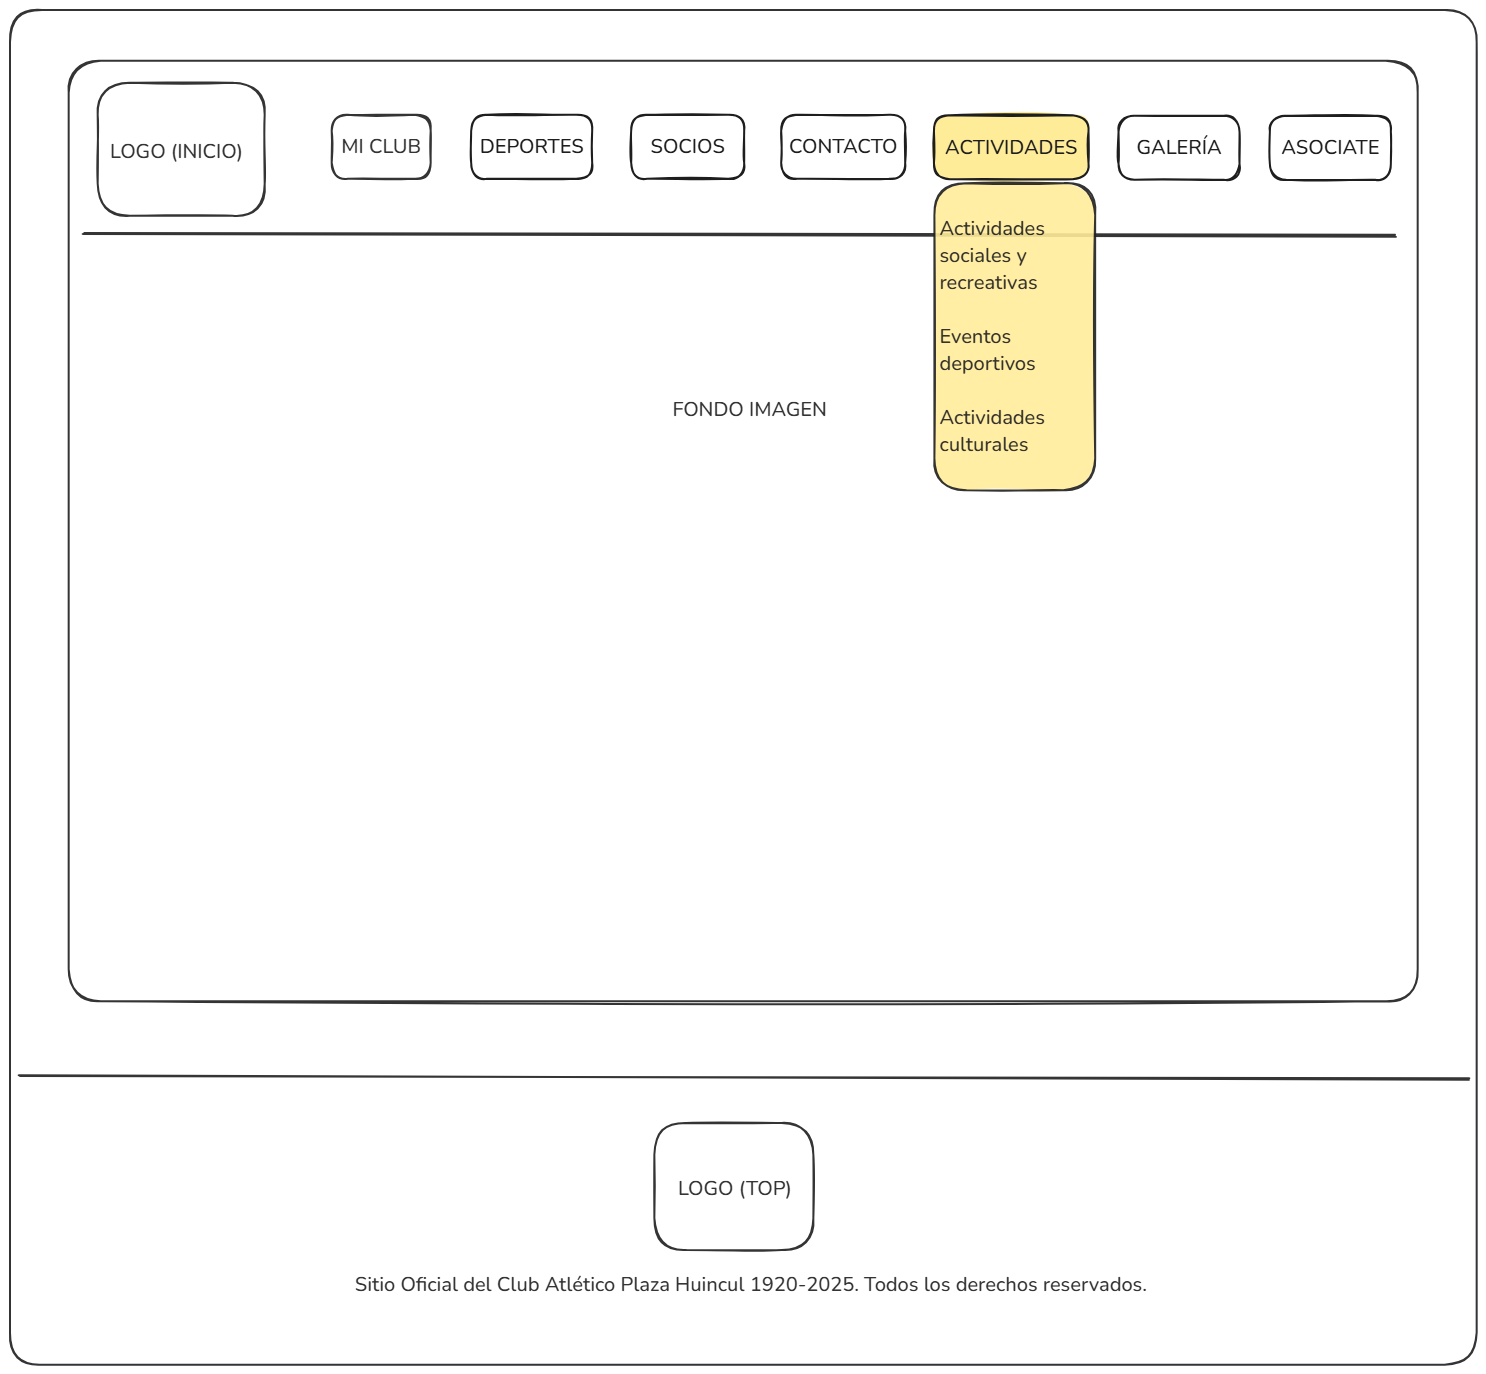 LOGO (INICIO)
MI CLUB
DEPORTES
SOCIOS
CONTACTO
ACTIVIDADES
GALERÍA
ASOCIATE
Actividades
sociales y
recreativas
Eventos
deportivos
Actividades
culturales
FONDO IMAGEN
LOGO (TOP)
Sitio Oficial del Club Atlético Plaza Huincul 1920-2025. Todos los derechos reservados.